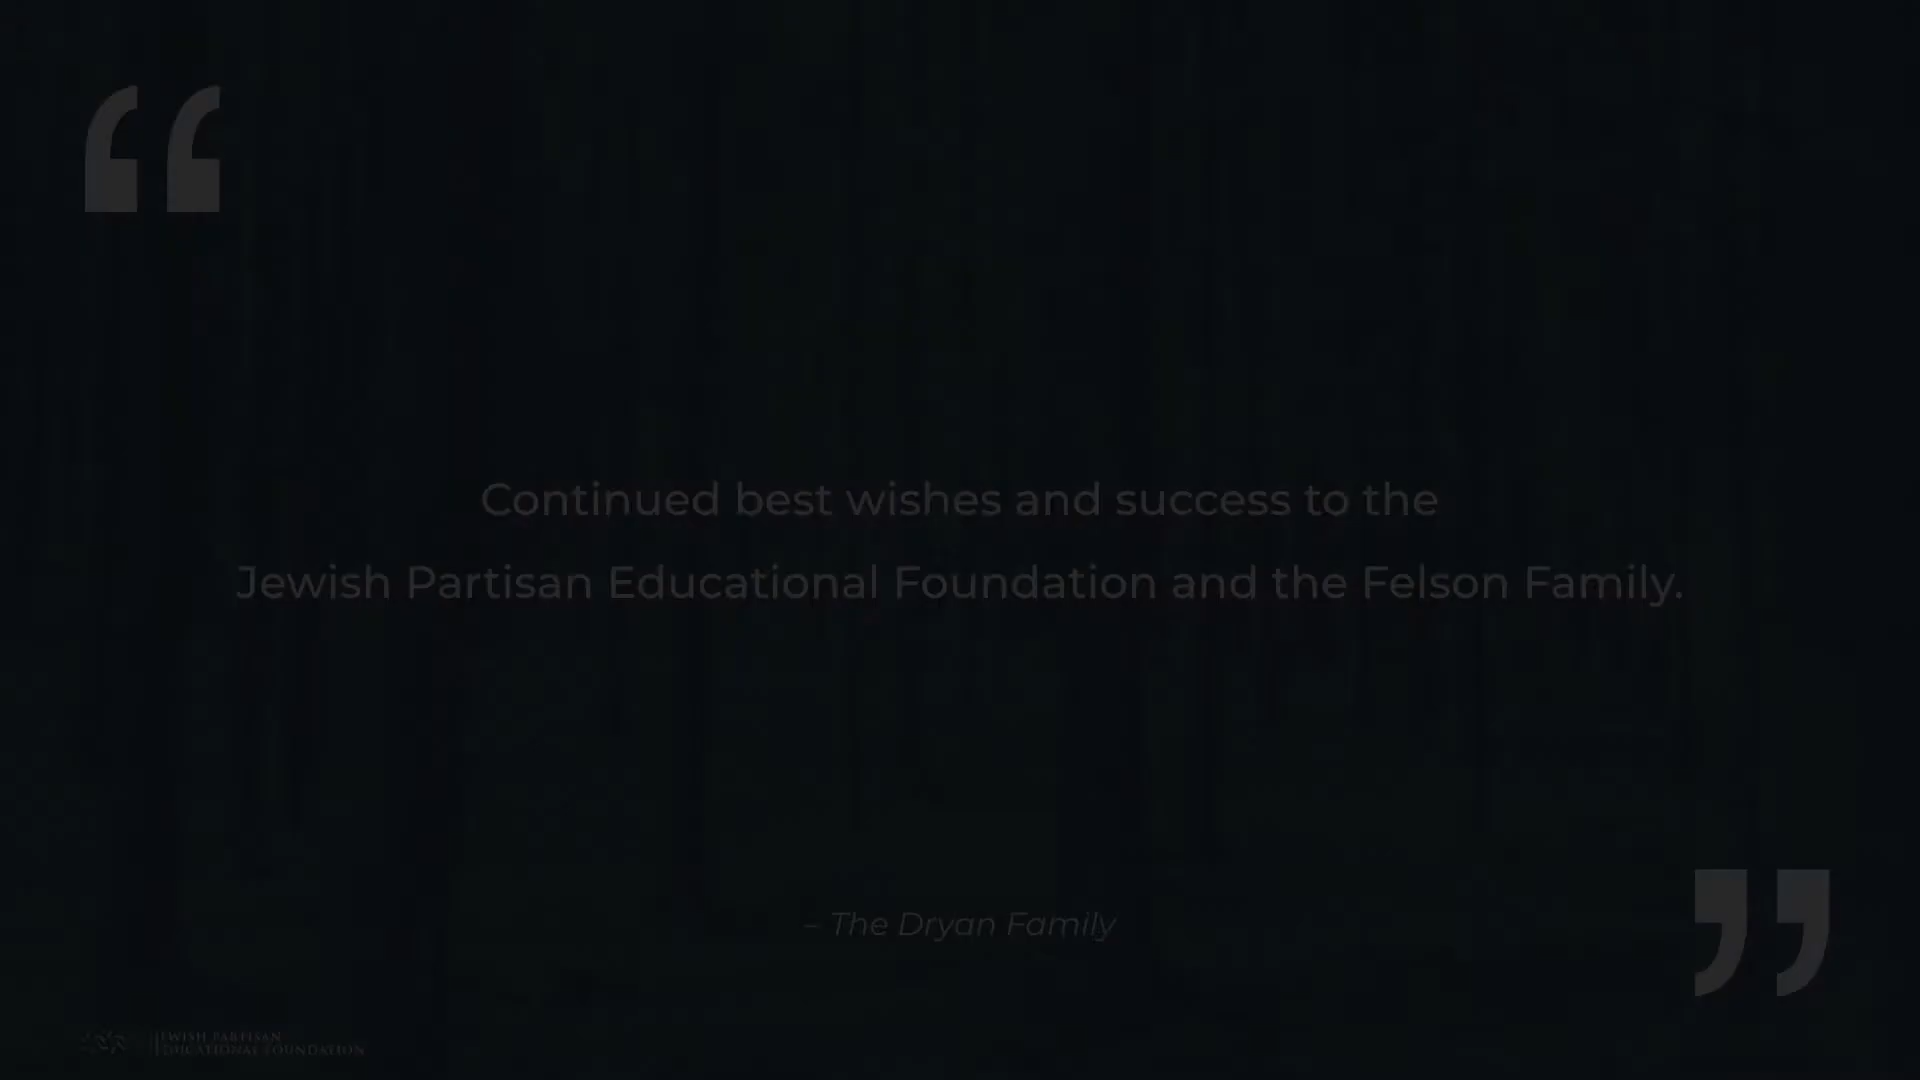 “
Continued best wishes and success to the
Jewish Partisan Educational Foundation and the Felson Family.
– The Dryan Family
”
JEWISH PARTISAN
EDUCATIONAL FOUNDATION